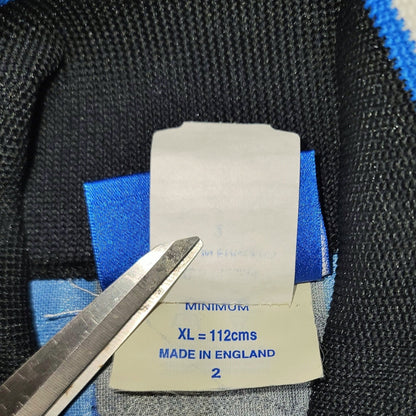 MINIMUM
XL = 112cms
MADE IN ENGLAND
2